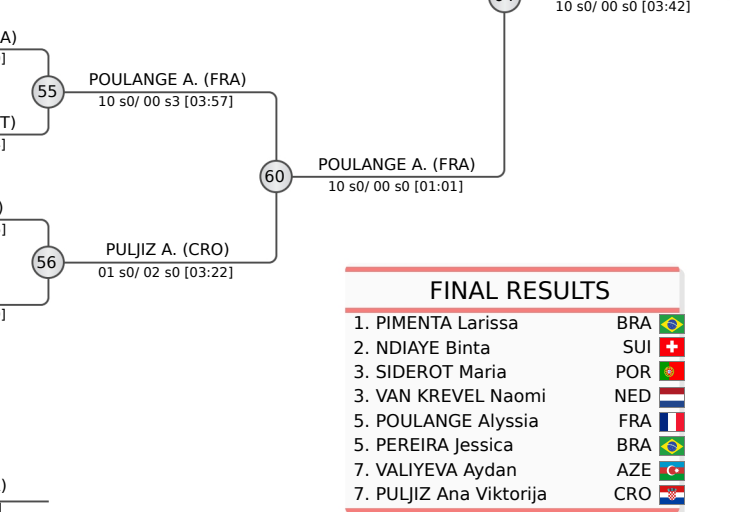 10 s0/ 00 s0 [03:42]
A)
]
55
POULANGE A. (FRA)
10 s0/ 00 s3 [03:57]
T)
]
60
POULANGE A. (FRA)
10 s0/ 00 s0 [01:01]
)
]
56
PULJIZ A. (CRO)
01 s0/ 02 s0 [03:22]
]
FINAL RESULTS
1. PIMENTA Larissa BRA
2. NDIAYE Binta SUI
3. SIDEROT Maria POR
3. VAN KREVEL Naomi NED
5. POULANGE Alyssia FRA
5. PEREIRA Jessica BRA
7. VALIYEVA Aydan AZE
7. PULJIZ Ana Viktorija CRO
)